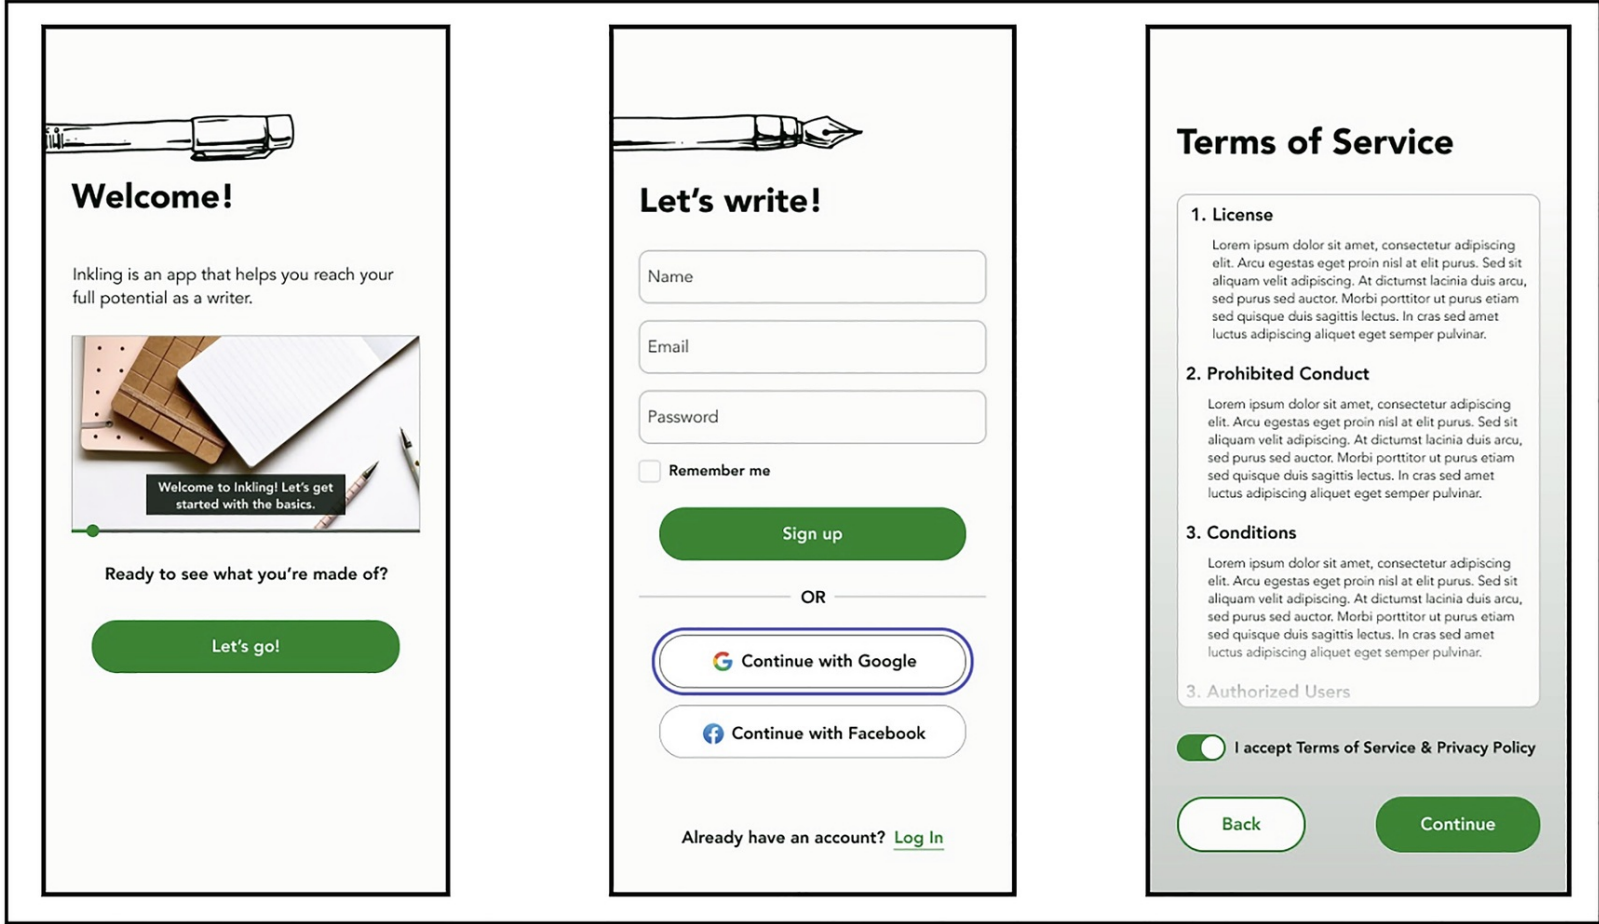 Welcome!
Inkling is an app that helps you reach your
full potential as a writer.
Welcome to Inkling! Let's get
started with the basics.
Ready to see what you're made of?
Let's go!
Let's write!
Name
Email
Password
Remember me
Sign up
OR
Continue with Google
Continue with Facebook
Already have an account? Log In
Terms of Service
1. License
Lorem ipsum dolor sit amet, consectetur adipiscing
elit. Arcu egestas eget proin nisl at elit purus. Sed sit
aliquam velit adipiscing. At dictumst lacinia duis arcu,
sed purus sed auctor. Morbi porttitor ut purus etiam
sed quisque duis sagittis lectus. In cras sed amet
luctus adipiscing aliquet eget semper pulvinar.
2. Prohibited Conduct
Lorem ipsum dolor sit amet, consectetur adipiscing
elit. Arcu egestas eget proin nisl at elit purus. Sed sit
aliquam velit adipiscing. At dictumst lacinia duis arcu,
sed purus sed auctor. Morbi porttitor ut purus etiam
sed quisque duis sagittis lectus. In cras sed amet
luctus adipiscing aliquet eget semper pulvinar.
3. Conditions
Lorem ipsum dolor sit amet, consectetur adipiscing
elit. Arcu egestas eget proin nisl at elit purus. Sed sit
aliquam velit adipiscing. At dictumst lacinia duis arcu,
sed purus sed auctor. Morbi porttitor ut purus etiam
sed quisque duis sagittis lectus. In cras sed amet
luctus adipiscing aliquet eget semper pulvinar.
3. Authorized Users
I accept Terms of Service & Privacy Policy
Back
Continue